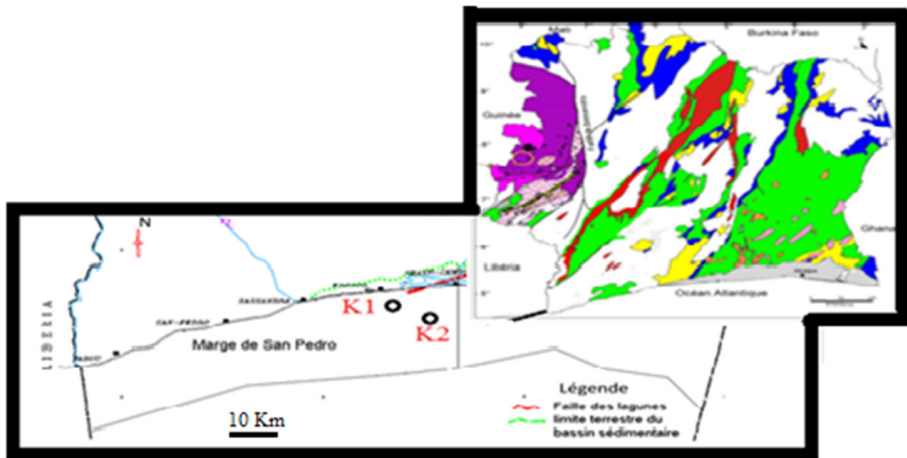 Mali
Burkina Faso
Guinée
Ghana
Libéria
Océan Atlantique
N
LIBERIA
SASSANDRA
SAN-PEDRO
TABOU
K1
K2
Marge de San Pedro
10 Km
Légende
Faille des lagunes
limite terrestre du
bassin sédimentaire